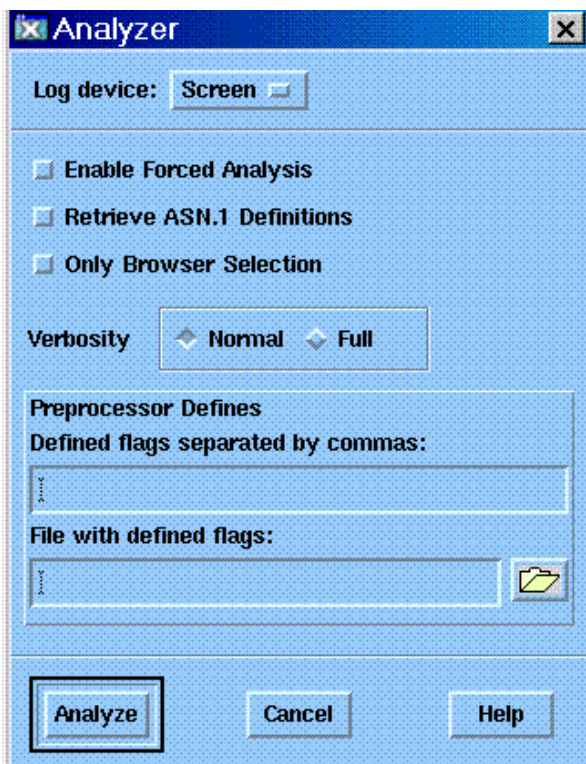 Analyzer
Log device: Screen
Enable Forced Analysis
Retrieve ASN.1 Definitions
Only Browser Selection
Verbosity Normal Full
Preprocessor Defines
Defined flags separated by commas:
File with defined flags:
Analyze Cancel Help